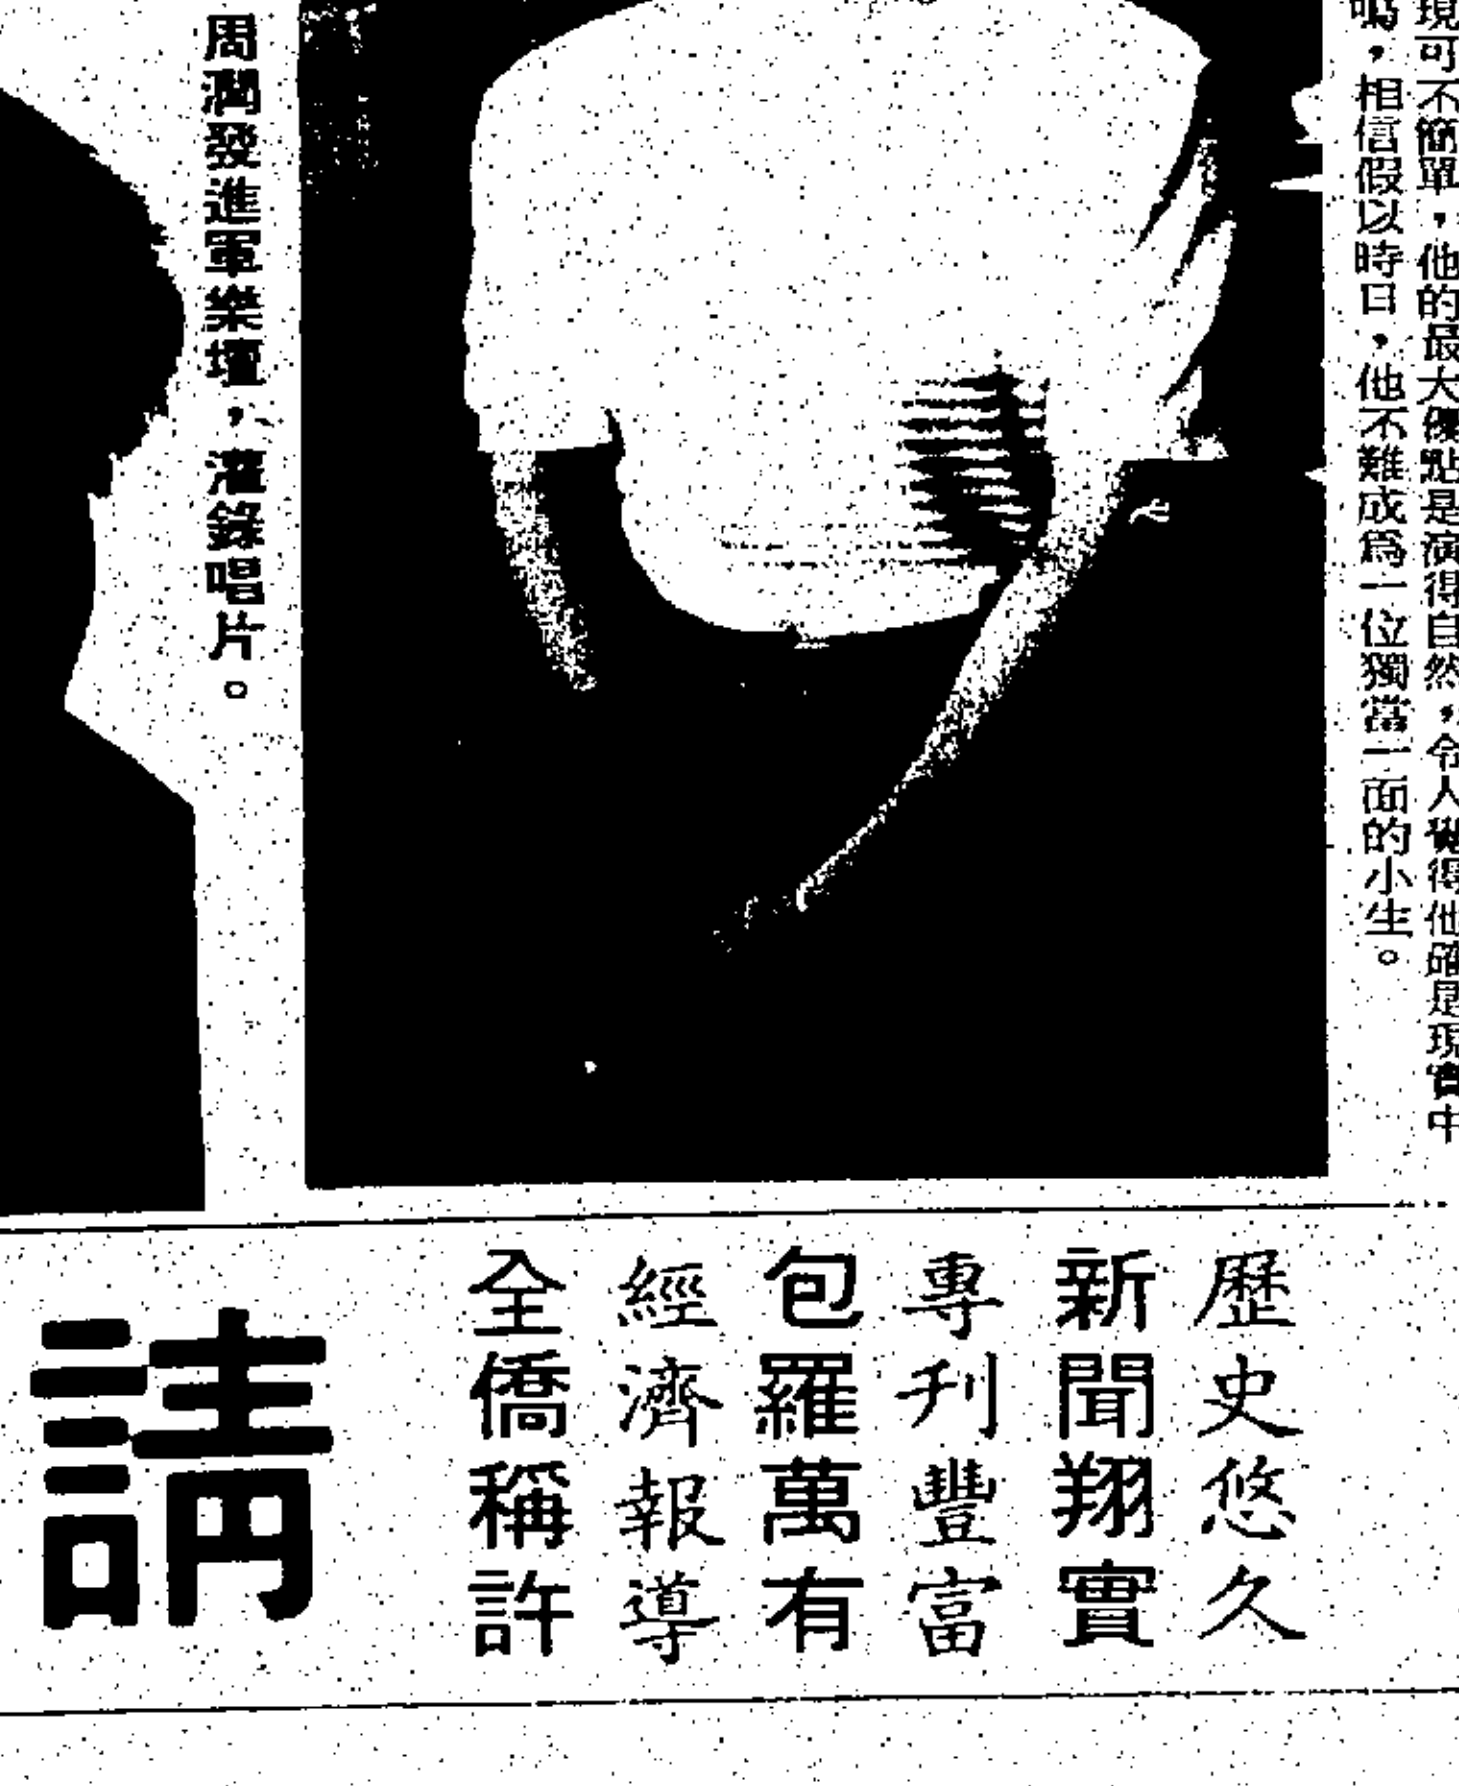 現可不簡單，他的最大優點是演得自然，令人覺得他確是現實中
鳴，相信假以時日，他不難成爲一位獨當一面的小生。
周潤發進軍樂壇，灌錄唱片。
歷史悠久
新聞翔實
專刊豐富
包羅萬有
經濟報導
全僑稱許
請